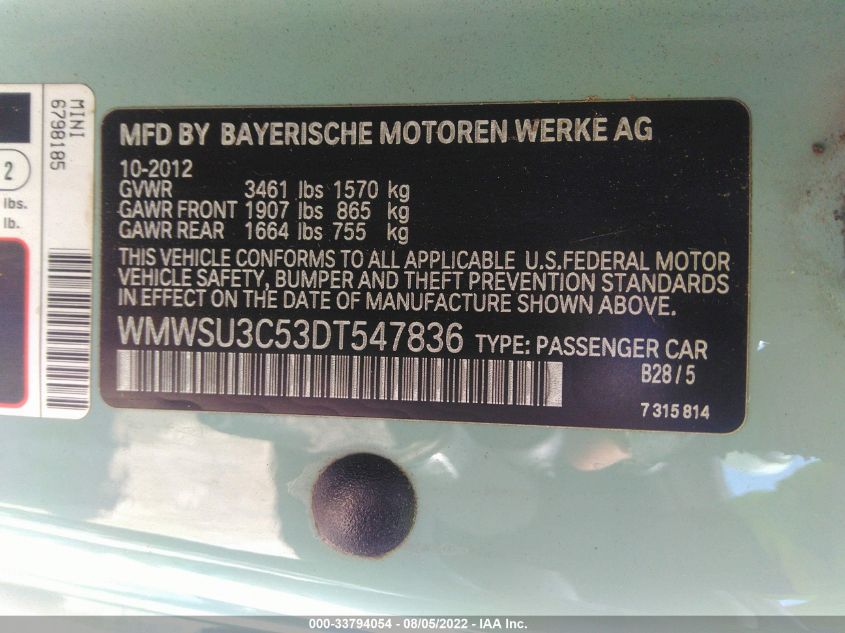 MINI
6798185
2
lbs.
lb.
MFD BY BAYERISCHE MOTOREN WERKE AG
10-2012
GVWR 3461 lbs 1570 kg
GAWR FRONT 1907 lbs 865 kg
GAWR REAR 1664 lbs 755 kg
THIS VEHICLE CONFORMS TO ALL APPLICABLE U.S.FEDERAL MOTOR
VEHICLE SAFETY, BUMPER AND THEFT PREVENTION STANDARDS
IN EFFECT ON THE DATE OF MANUFACTURE SHOWN ABOVE.
WMWSU3C53DT547836 TYPE: PASSENGER CAR
B28/5
7 315 814
000-33794054 - 08/05/2022 - IAA Inc.